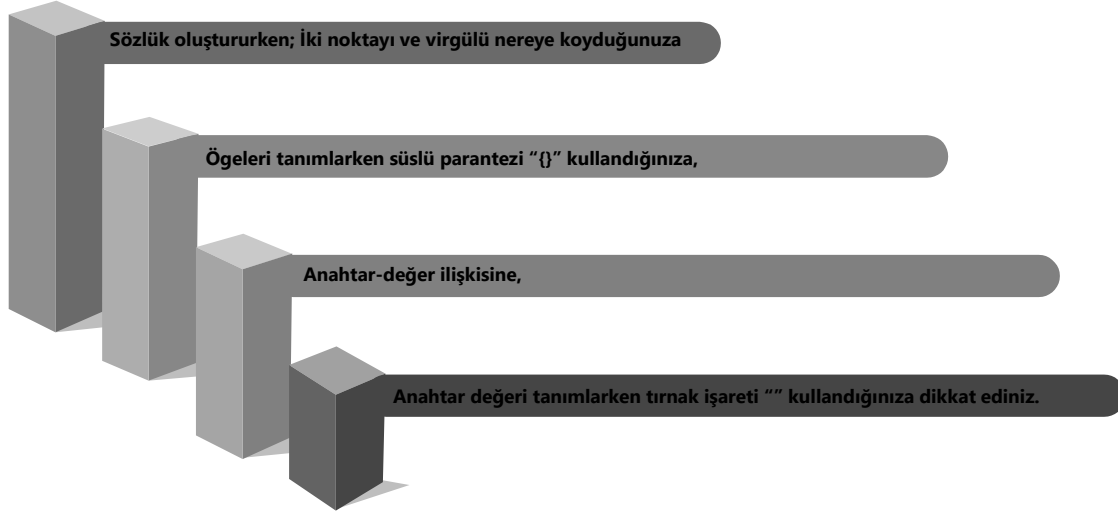 Sözlük oluştururken; İki noktayı ve virgülü nereye koyduğunuza
Ögeleri tanımlarken süslü parantezi “{}” kullandığınıza,
Anahtar-değer ilişkisine,
Anahtar değeri tanımlarken tırnak işareti “” kullandığınıza dikkat ediniz.